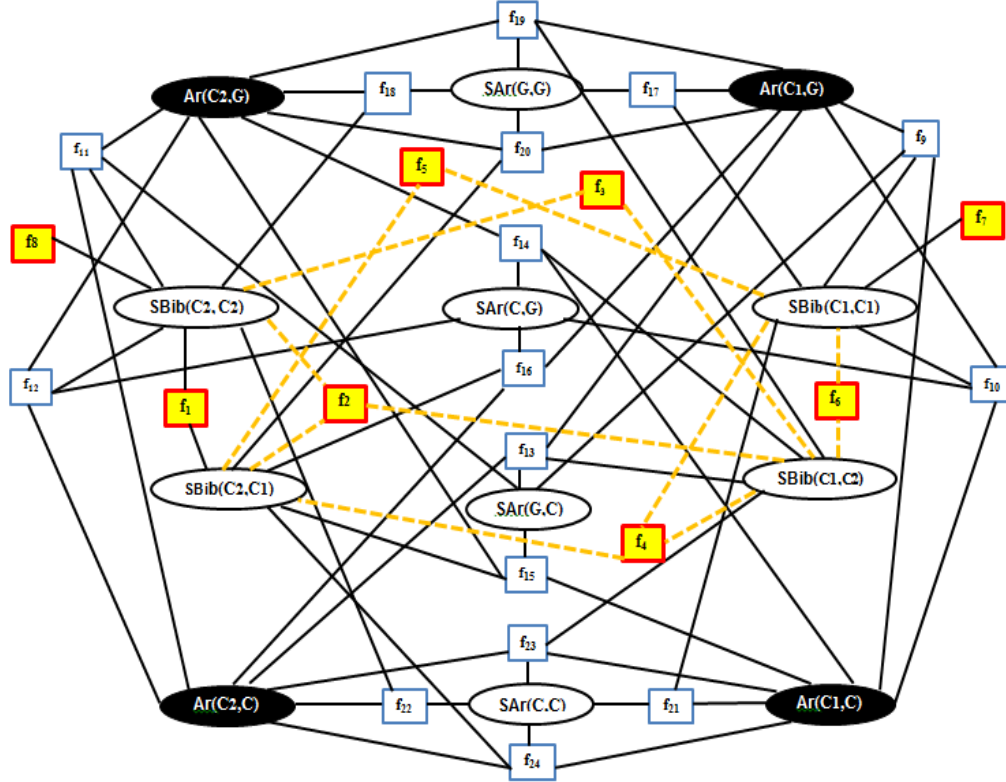 f₁₉
Ar(C2,G)
f₁₈
SAr(G,G)
f₁₇
Ar(C1,G)
f₁₁
f₂₀
f₉
f₅
f₃
f₈
f₁₄
f₇
SBib(C2, C2)
SAr(C,G)
SBib(C1,C1)
f₁₂
f₁
f₂
f₁₆
f₆
f₁₀
f₁₃
SBib(C2,C1)
SAr(G,C)
SBib(C1,C2)
f₄
f₁₅
f₂₃
Ar(C2,C)
f₂₂
SAr(C,C)
f₂₁
Ar(C1,C)
f₂₄